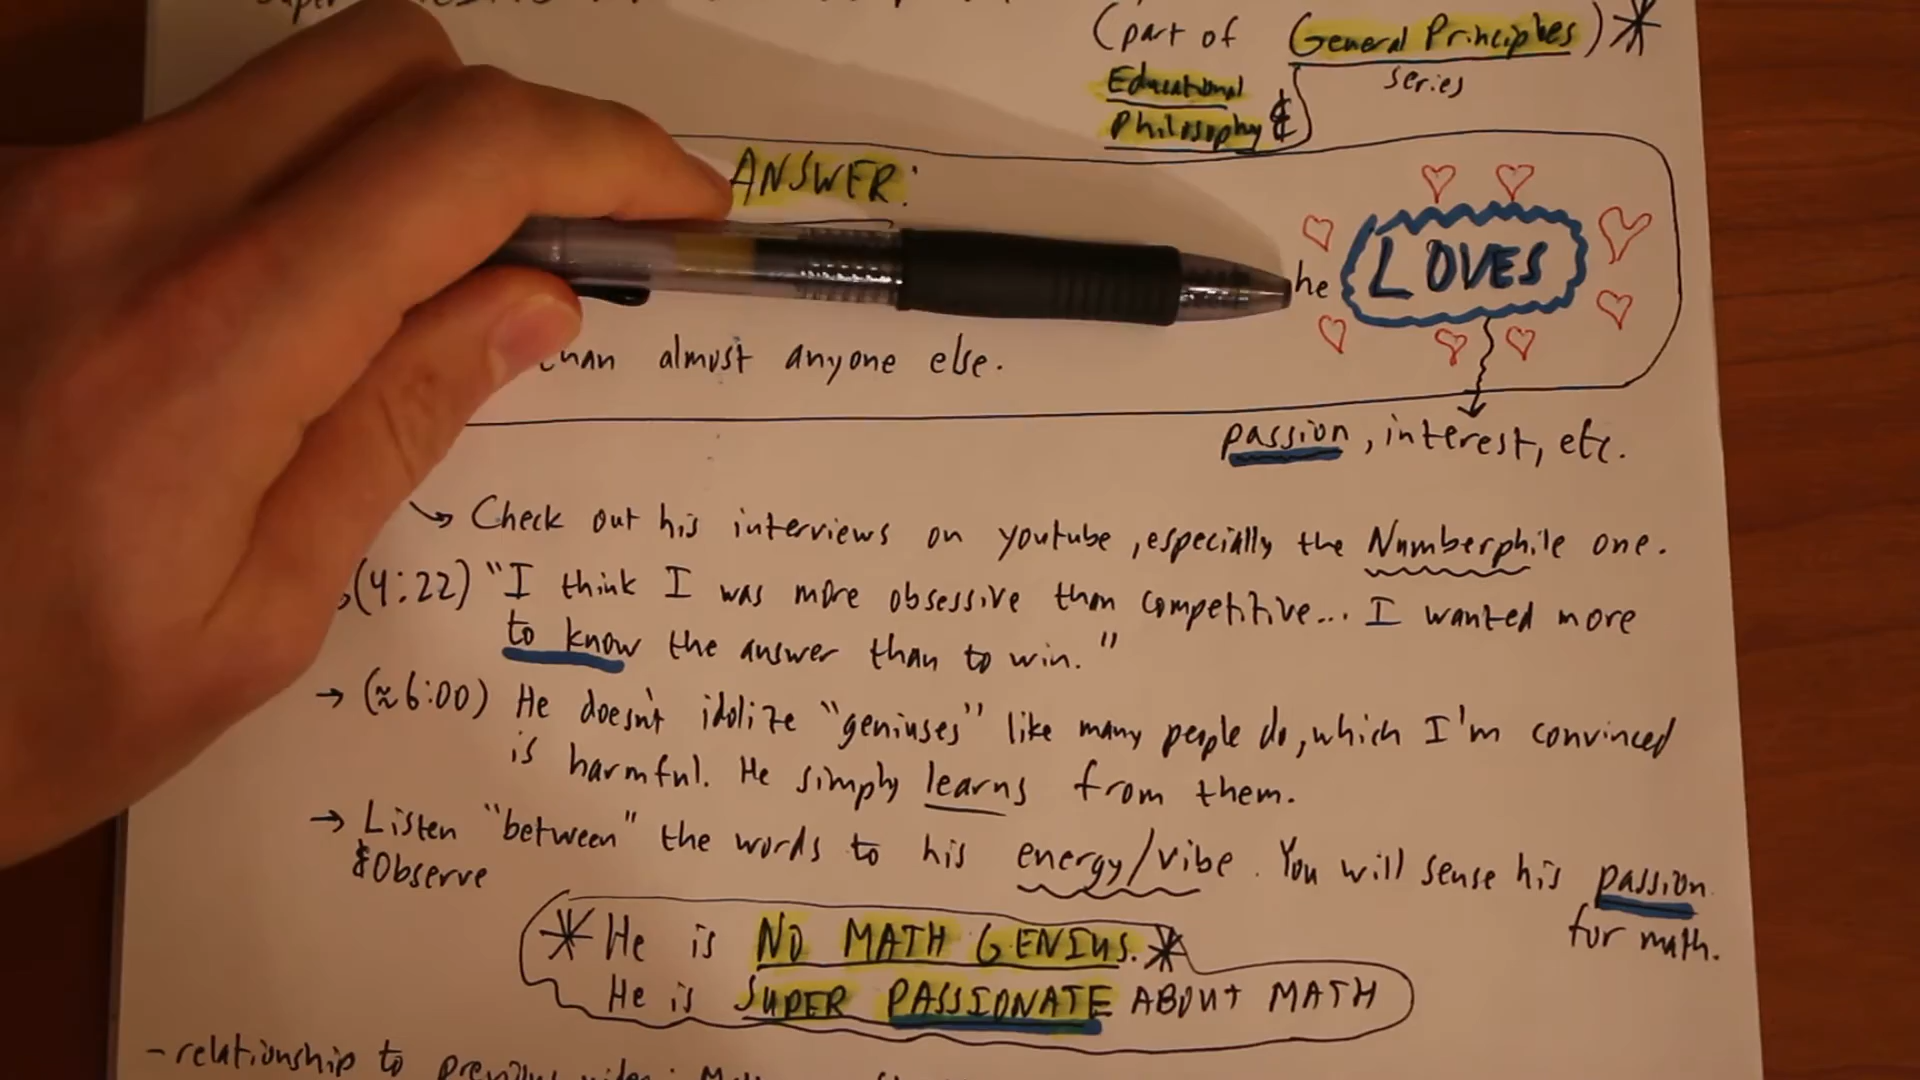 Super
(part of General Principles)*
Educational series
Philosophy &
ANSWER:
he LOVES
than almost anyone else.
passion, interest, etc.
→ Check out his interviews on youtube, especially the Numberphile one.
(4:22) "I think I was more obsessive than competitive... I wanted more
to know the answer than to win."
→ (≈6:00) He doesn't idolize "geniuses" like many people do, which I'm convinced
is harmful. He simply learns from them.
→ Listen "between" the words to his energy/vibe. You will sense his passion
& Observe
for math.
* He is NO MATH GENIUS. *
He is SUPER PASSIONATE ABOUT MATH
- relationship to previous video: